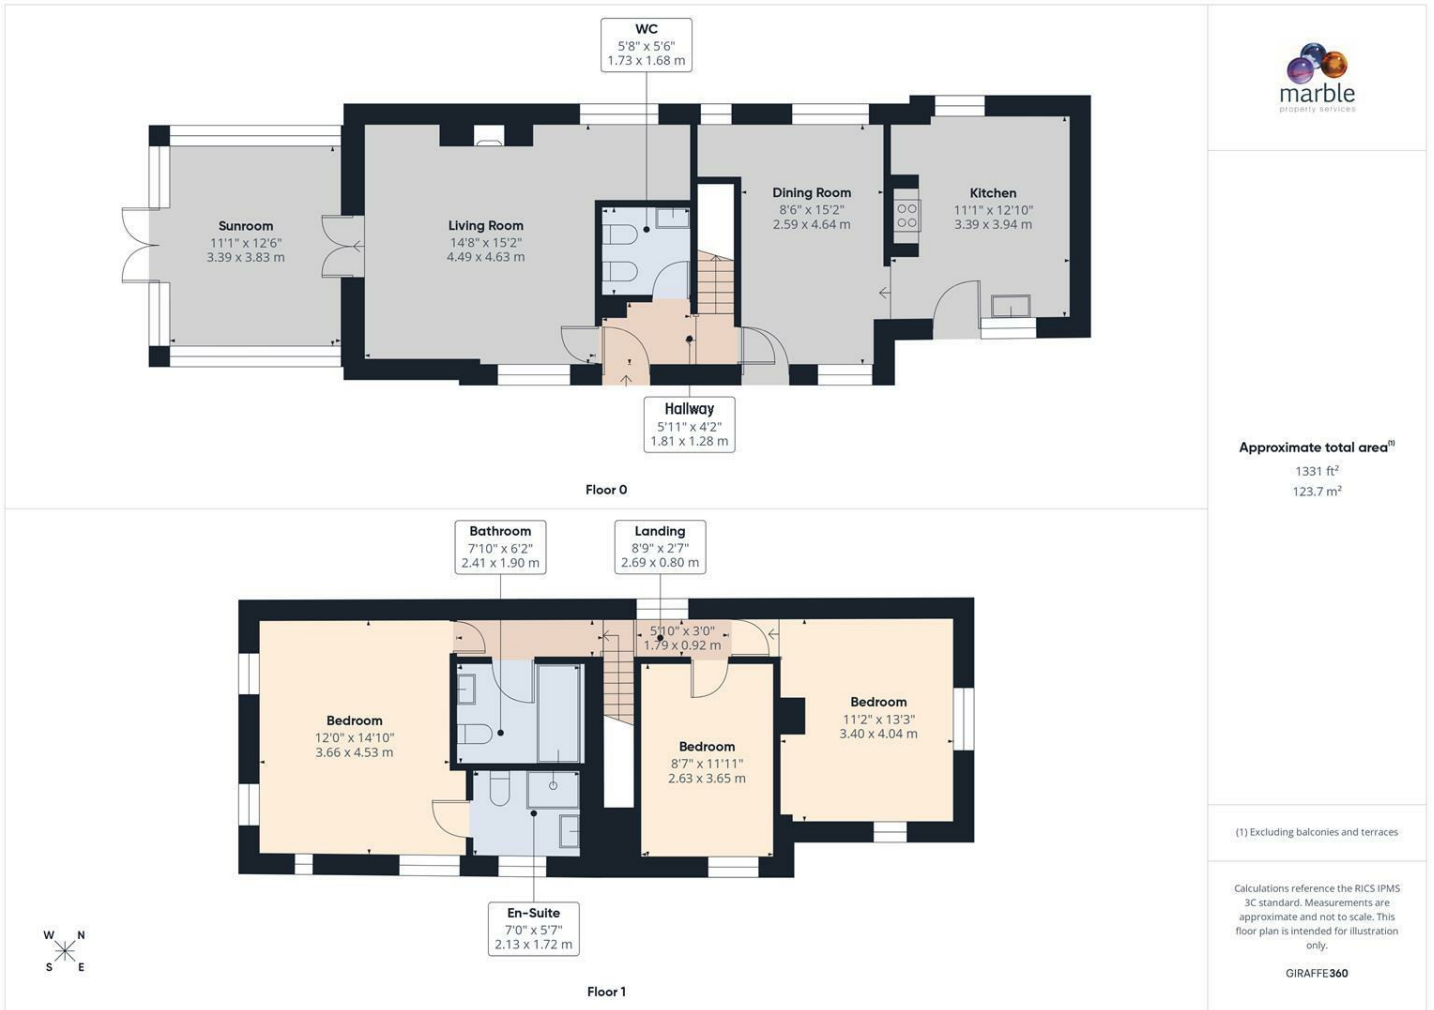 WC
5'8" x 5'6"
1.73 x 1.68 m
marble
property services
Sunroom
11'1" x 12'6"
3.39 x 3.83 m
Living Room
14'8" x 15'2"
4.49 x 4.63 m
Dining Room
8'6" x 15'2"
2.59 x 4.64 m
Kitchen
11'1" x 12'10"
3.39 x 3.94 m
Hallway
5'11" x 4'2"
1.81 x 1.28 m
Floor 0
Approximate total area(1)
1331 ft²
123.7 m²
Bathroom
7'10" x 6'2"
2.41 x 1.90 m
Landing
8'9" x 2'7"
2.69 x 0.80 m
5'10" x 3'0"
1.79 x 0.92 m
Bedroom
12'0" x 14'10"
3.66 x 4.53 m
Bedroom
8'7" x 11'11"
2.63 x 3.65 m
Bedroom
11'2" x 13'3"
3.40 x 4.04 m
En-Suite
7'0" x 5'7"
2.13 x 1.72 m
W N
S E
Floor 1
(1) Excluding balconies and terraces
Calculations reference the RICS IPMS
3C standard. Measurements are
approximate and not to scale. This
floor plan is intended for illustration
only.
GIRAFFE360